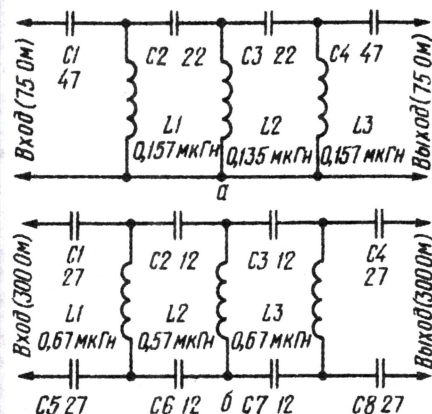 C1
47
C2 22
C3 22
C4 47
Вход (75 Ом)
Выход (75 Ом)
L1
0,157 мкГн
L2
0,135 мкГн
L3
0,157 мкГн
а
C1
27
C2 12
C3 12
C4
27
Вход (300 Ом)
Выход (300 Ом)
L1
0,67 мкГн
L2
0,57 мкГн
L3
0,67 мкГн
C5 27
C6 12
б
C7 12
C8 27